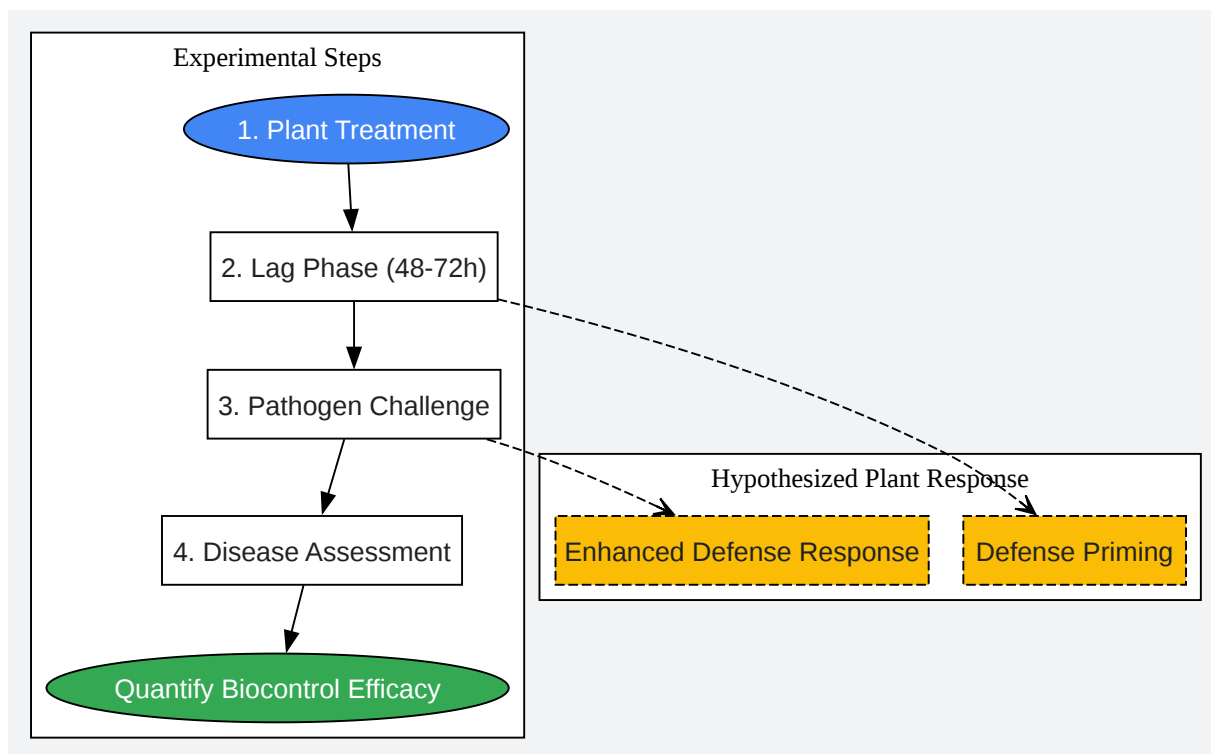 Experimental Steps
1. Plant Treatment
2. Lag Phase (48-72h)
3. Pathogen Challenge
4. Disease Assessment
Quantify Biocontrol Efficacy
Hypothesized Plant Response
Enhanced Defense Response
Defense Priming